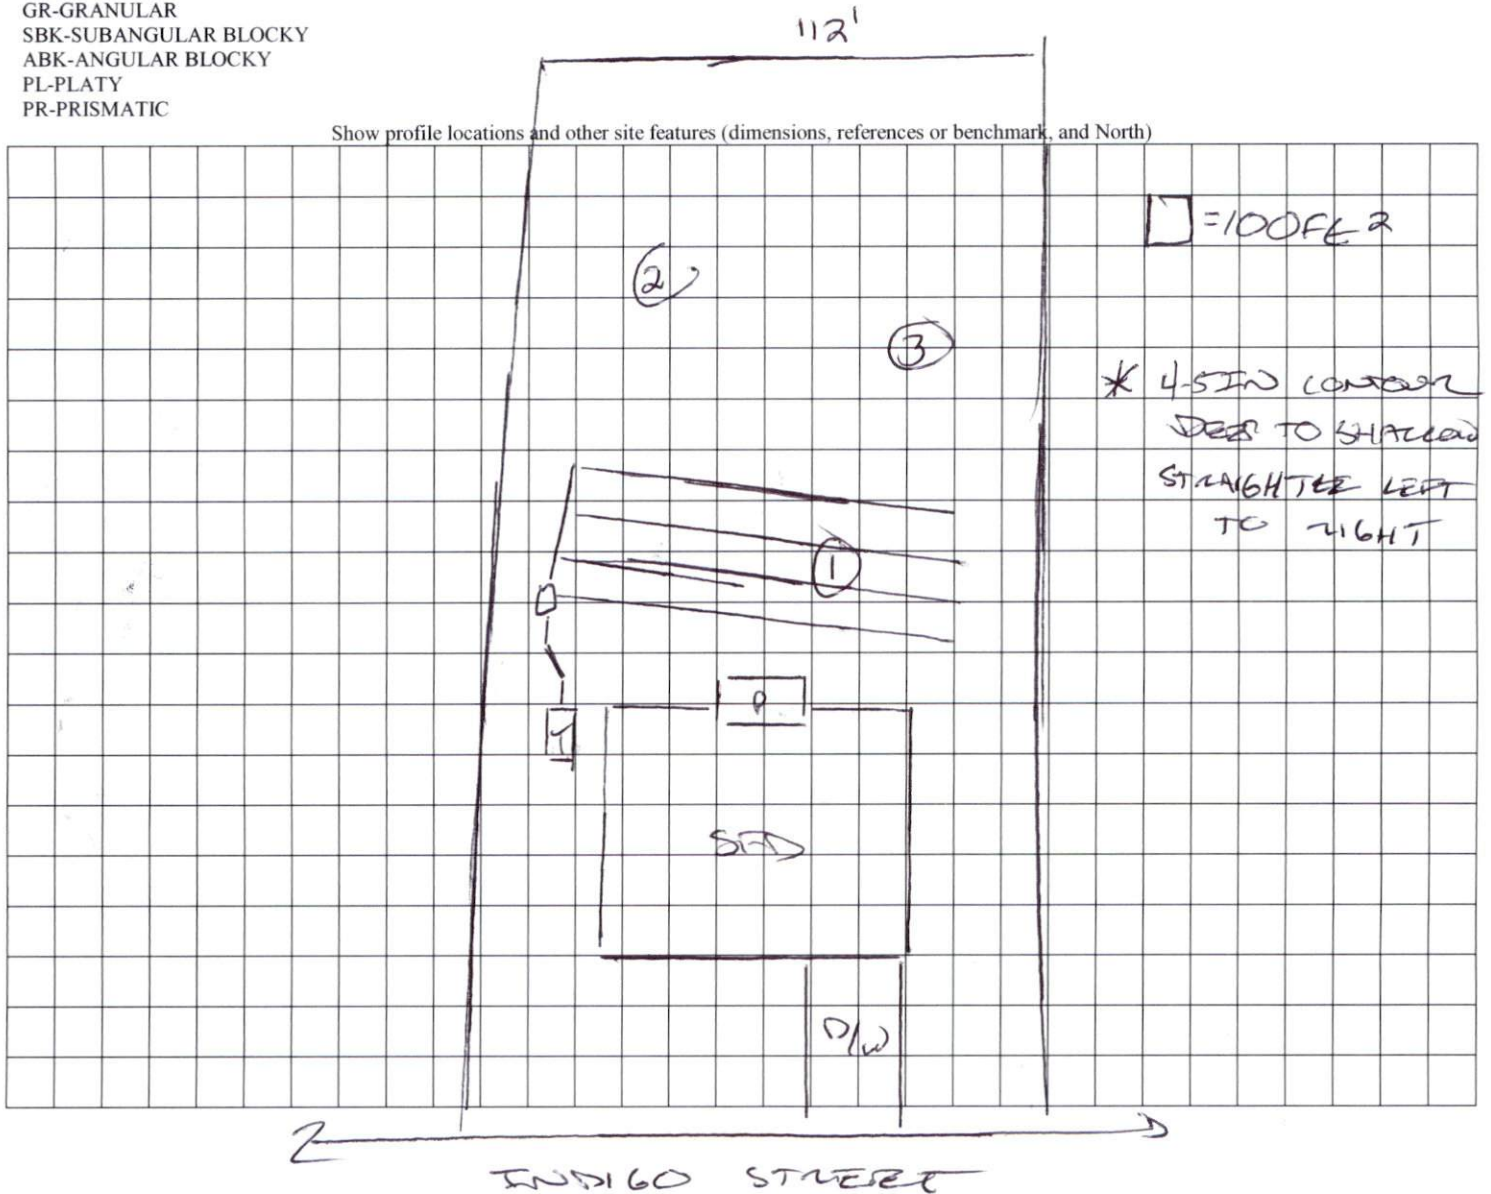 GR-GRANULAR
SBK-SUBANGULAR BLOCKY
ABK-ANGULAR BLOCKY
PL-PLATY
PR-PRISMATIC
112'
Show profile locations and other site features (dimensions, references or benchmark, and North)
=100Ft2
2
3
* 4-5IN CONTOUR
DEEP TO SHALLOW
STRAIGHT LEFT
TO RIGHT
1
P
T
SFD
D/W
INDIGO STREET